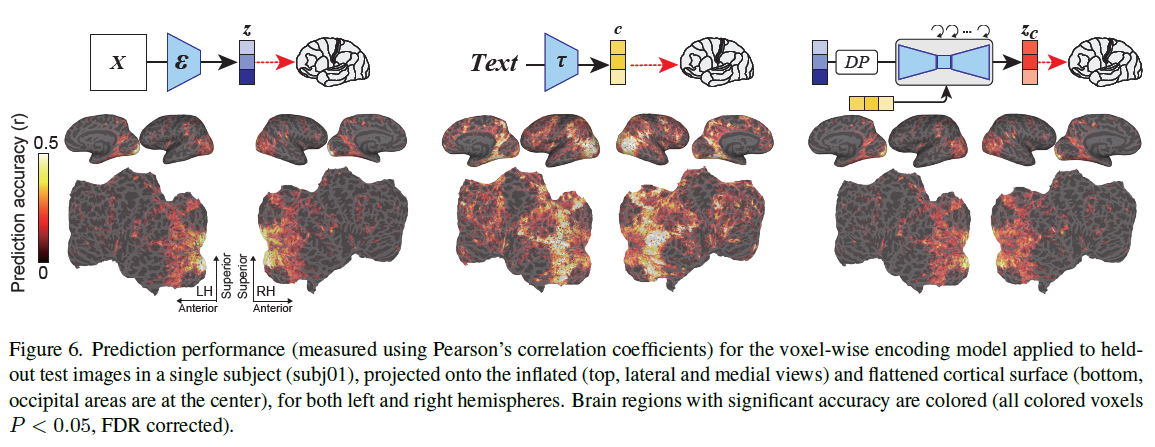 X ε z
Text τ c
DP z_c
Prediction accuracy (r)
0.5
0
LH
Superior
Anterior
Superior
RH
Anterior
Figure 6. Prediction performance (measured using Pearson's correlation coefficients) for the voxel-wise encoding model applied to held-
out test images in a single subject (subj01), projected onto the inflated (top, lateral and medial views) and flattened cortical surface (bottom,
occipital areas are at the center), for both left and right hemispheres. Brain regions with significant accuracy are colored (all colored voxels
P < 0.05, FDR corrected).